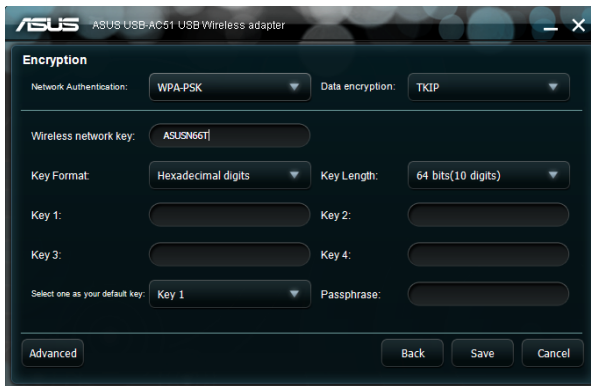 ASUS ASUS USB-AC51 USB Wireless adapter
Encryption
Network Authentication: WPA-PSK Data encryption: TKIP
Wireless network key: ASUSN66T
Key Format: Hexadecimal digits Key Length: 64 bits(10 digits)
Key 1: Key 2:
Key 3: Key 4:
Select one as your default key: Key 1 Passphrase:
Advanced Back Save Cancel